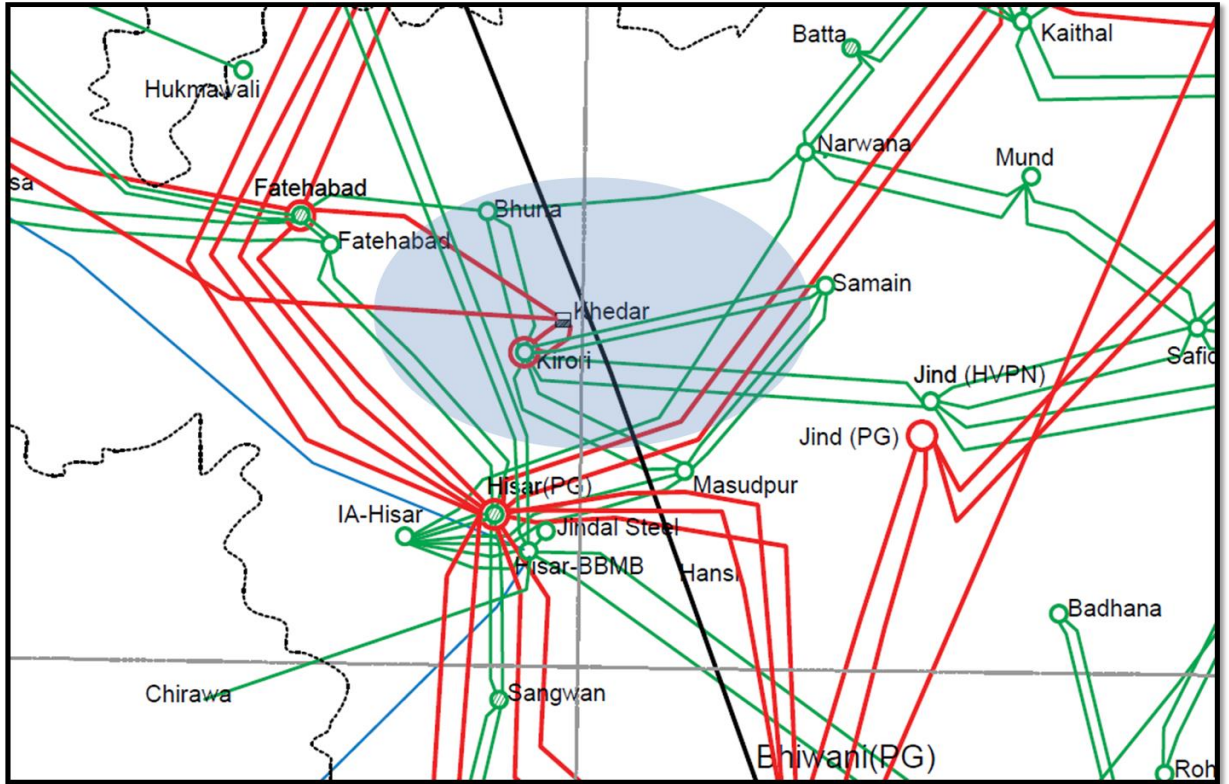 Batta
Kaithal
Hukmawali
Narwana
Mund
sa
Fatehabad
Bhuna
Fatehabad
Samain
Khedar
Kirori
Safid
Jind (HVPN)
Jind (PG)
Hisar(PG)
Masudpur
IA-Hisar
Jindal Steel
Hisar-BBMB
Hansi
Badhana
Chirawa
Sangwan
Bhiwani(PG)
Roh